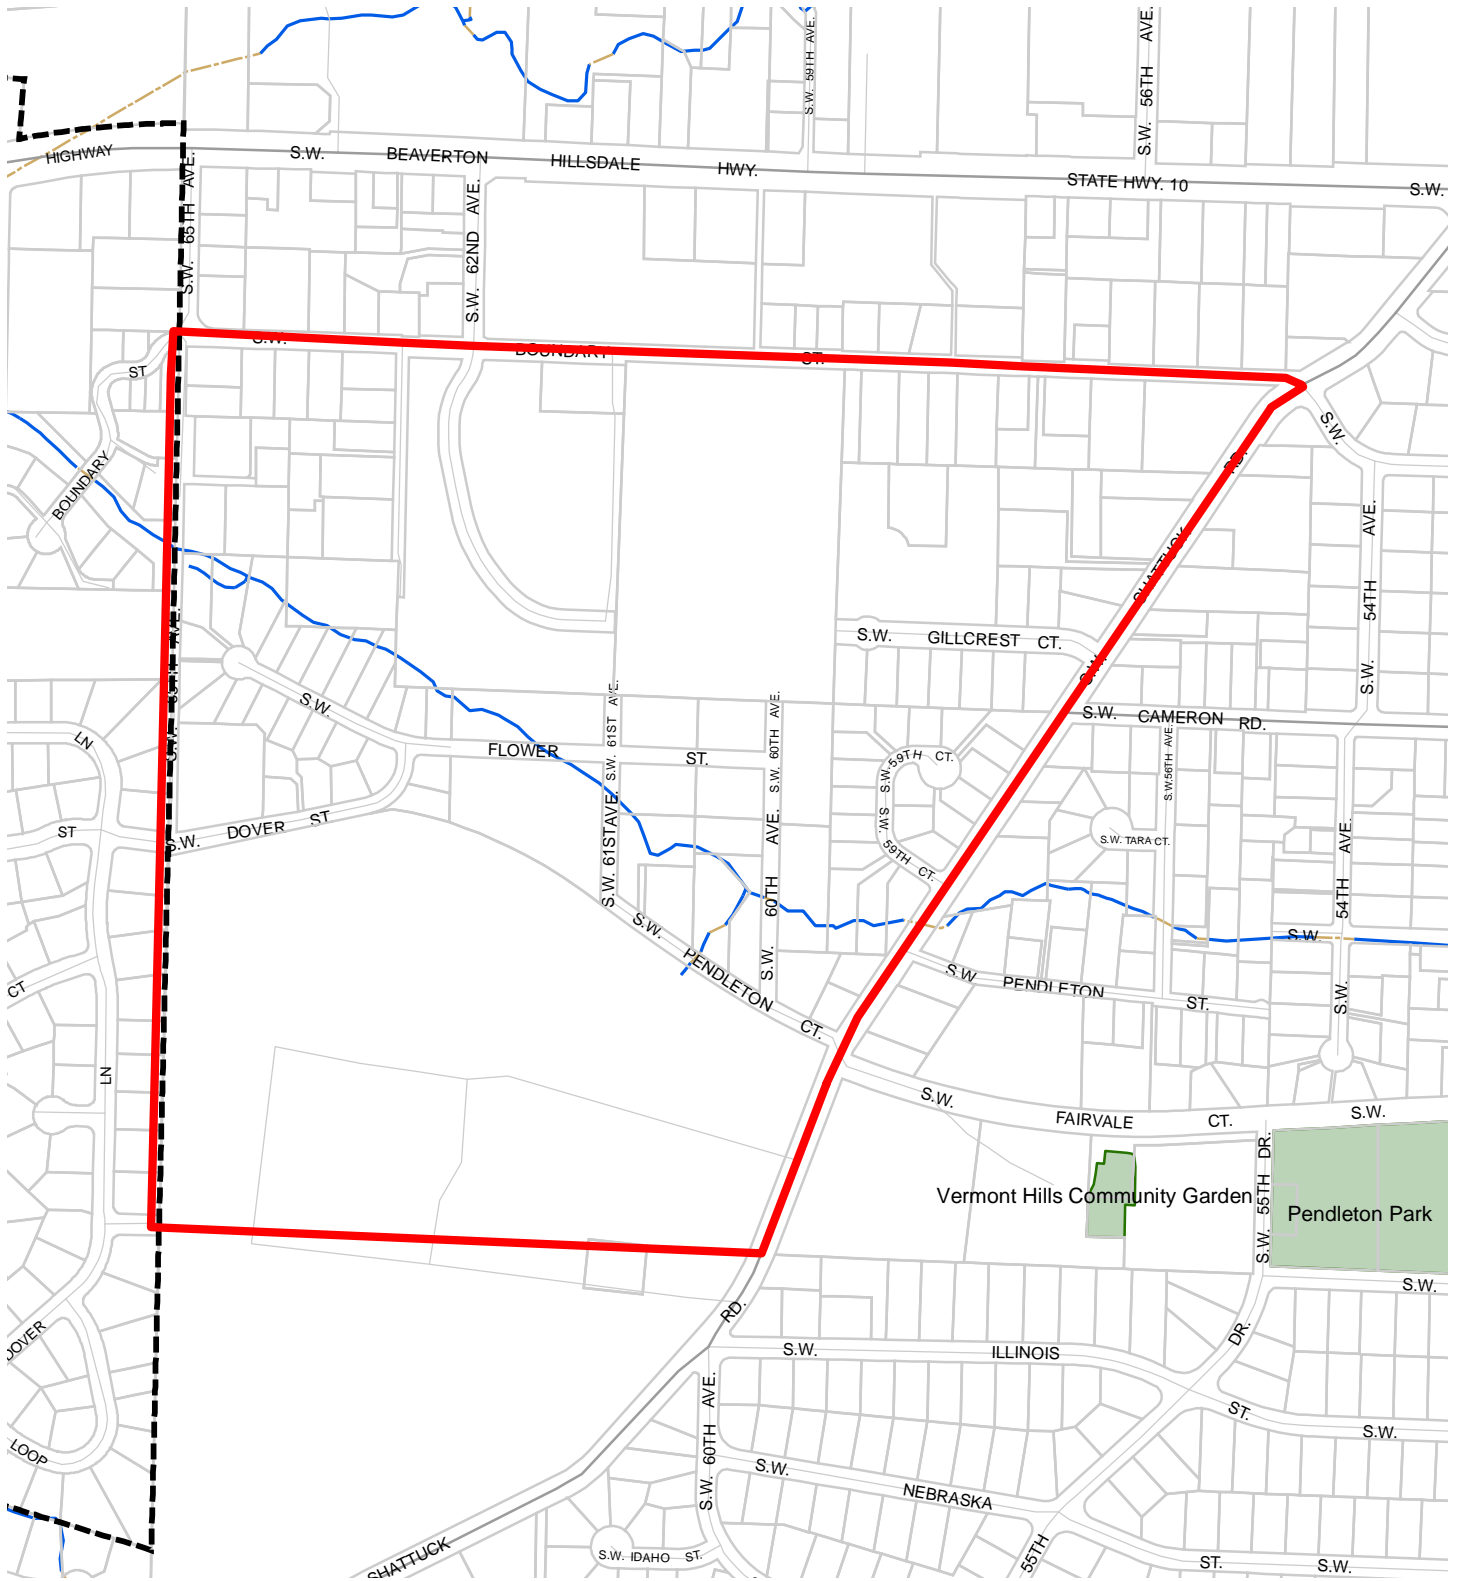 S.W. 59TH AVE.
S.W. 56TH AVE.
HIGHWAY
S.W. BEAVERTON HILLSDALE HWY.
STATE HWY. 10
S.W.
S.W. 65TH AVE.
S.W. 62ND AVE.
S.W. BOUNDARY ST.
ST
BOUNDARY
S.W.
S.W. SHATTUCK RD.
S.W. 54TH AVE.
S.W. GILLCREST CT.
S.W. 65TH AVE.
S.W.
FLOWER ST.
S.W. 61ST AVE.
S.W. 60TH AVE.
S.W. CAMERON RD.
S.W. 59TH CT.
S.W. 59TH CT.
S.W.56TH AVE.
LN
ST
S.W. DOVER ST
S.W. 61STAVE.
S.W. 60TH AVE.
S.W. TARA CT.
S.W. 54TH AVE.
S.W.
S.W. PENDLETON CT.
S.W. PENDLETON ST.
CT
LN
S.W. FAIRVALE CT.
S.W.
S.W. 55TH DR.
Vermont Hills Community Garden
Pendleton Park
S.W.
DOVER
RD.
DR.
S.W. ILLINOIS
ST.
S.W.
S.W. 60TH AVE.
LOOP
S.W. NEBRASKA
ST.
S.W.
55TH
S.W. IDAHO ST.
SHATTUCK